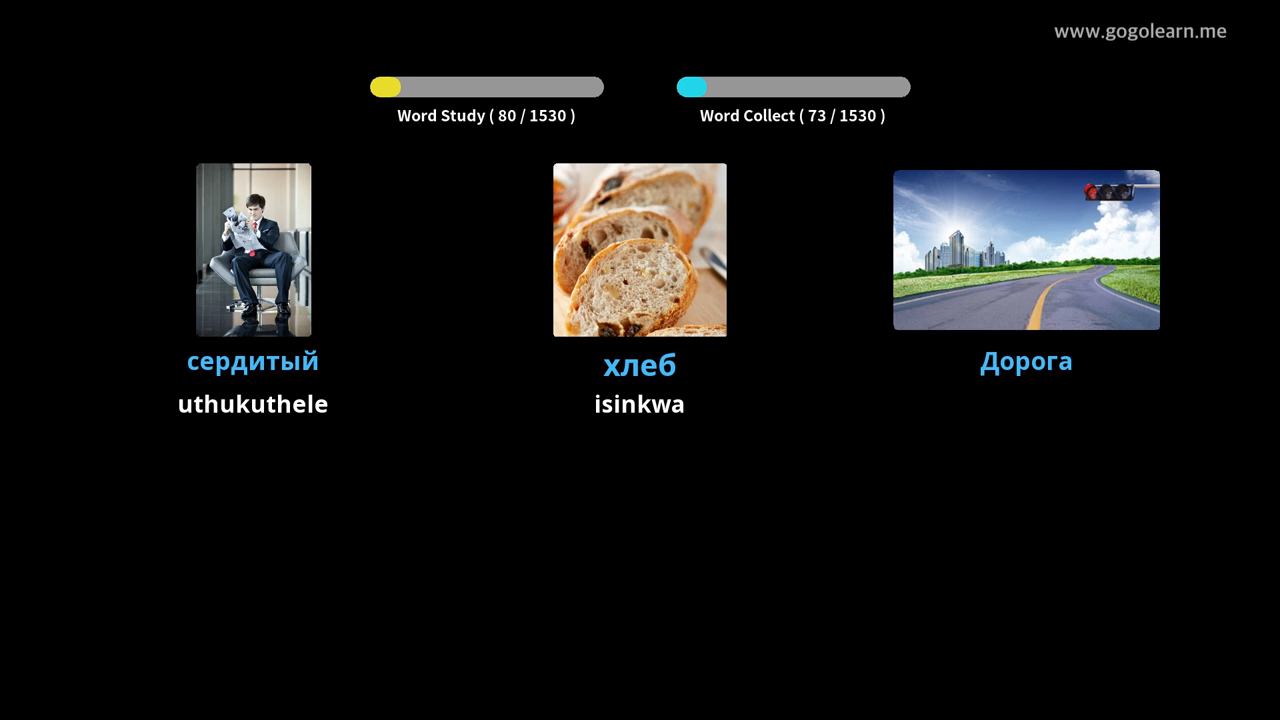 www.gogolearn.me
Word Study ( 80 / 1530 )
Word Collect ( 73 / 1530 )
сердитый
хлеб
Дорога
uthukuthele
isinkwa